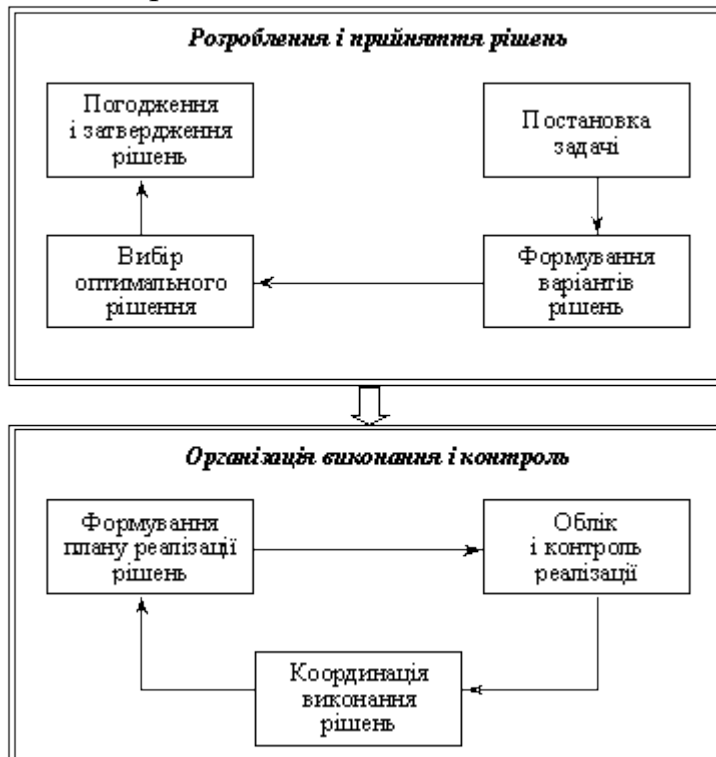 Розроблення і прийняття рішень
Погодження
і затвердження
рішень
Постановка
задачі
Вибір
оптимального
рішення
Формування
варіантів
рішень
Організація виконання і контроль
Формування
плану реалізації
рішень
Облік
і контроль
реалізації
Координація
виконання
рішень